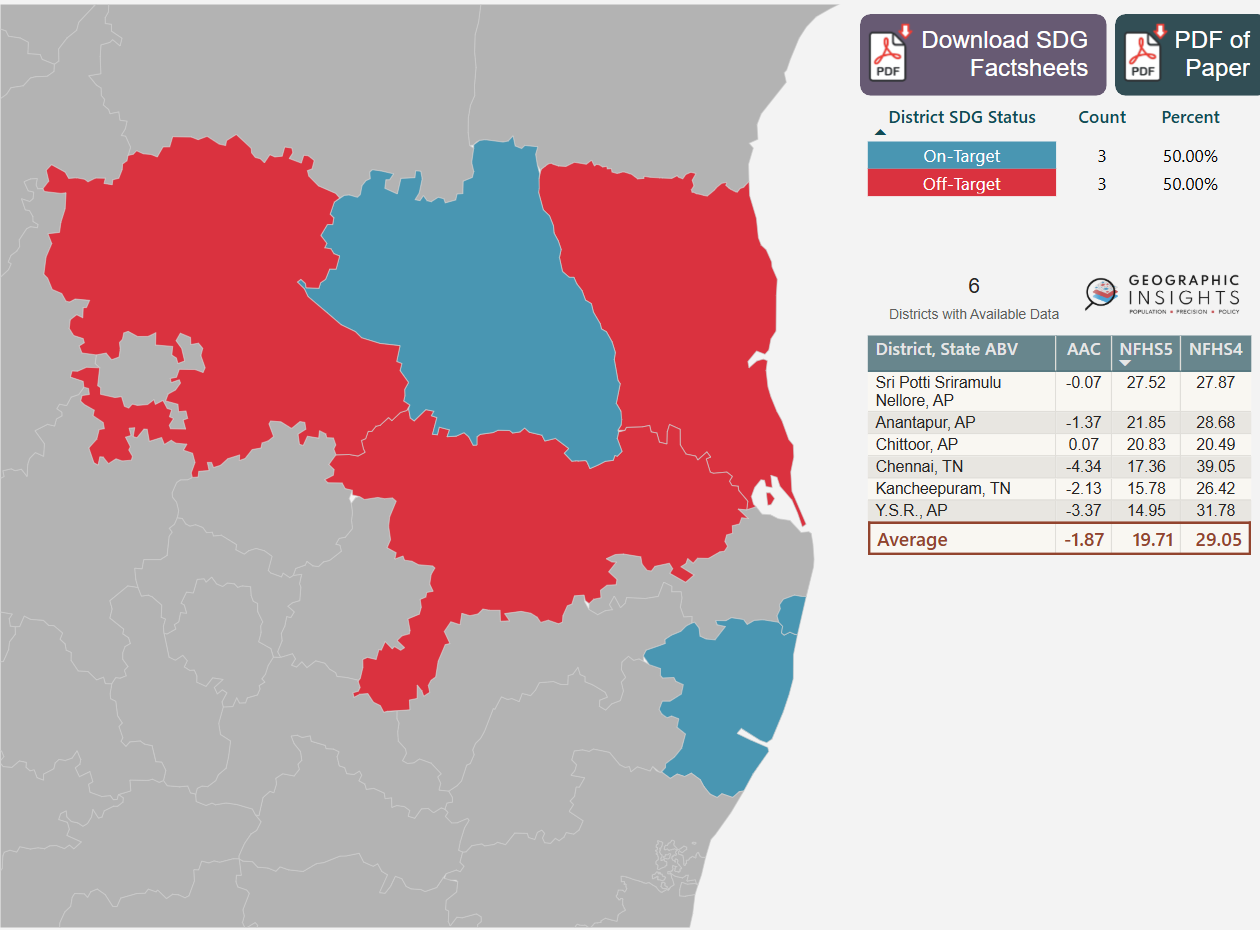 Download SDG
Factsheets
PDF
PDF of
Paper
PDF
District SDG Status Count Percent
On-Target 3 50.00%
Off-Target 3 50.00%
6
Districts with Available Data
GEOGRAPHIC
INSIGHTS
POPULATION • PRECISION • POLICY
District, State ABV AAC NFHS5 NFHS4
Sri Potti Sriramulu
Nellore, AP -0.07 27.52 27.87
Anantapur, AP -1.37 21.85 28.68
Chittoor, AP 0.07 20.83 20.49
Chennai, TN -4.34 17.36 39.05
Kancheepuram, TN -2.13 15.78 26.42
Y.S.R., AP -3.37 14.95 31.78
Average -1.87 19.71 29.05